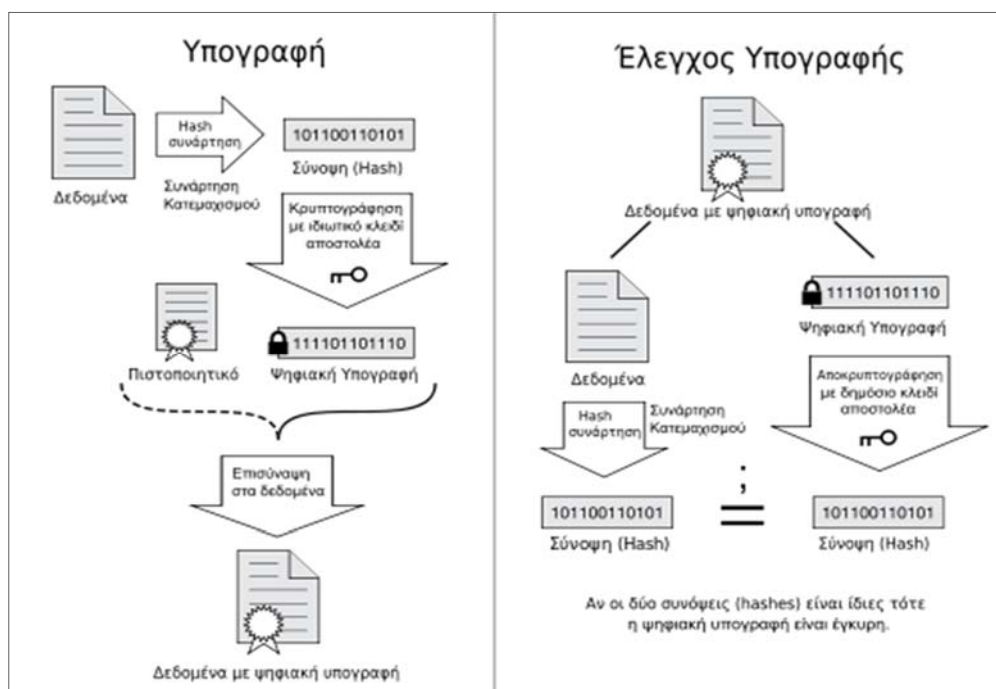 Υπογραφή
Δεδομένα
Hash
συνάρτηση
Συνάρτηση
Κατεμαχισμού
101100110101
Σύνοψη (Hash)
Κρυπτογράφηση
με ιδιωτικό κλειδί
αποστολέα
Πιστοποιητικό
111101101110
Ψηφιακή Υπογραφή
Επισύναψη
στα δεδομένα
Δεδομένα με ψηφιακή υπογραφή
Έλεγχος Υπογραφής
Δεδομένα με ψηφιακή υπογραφή
Δεδομένα
111101101110
Ψηφιακή Υπογραφή
Hash
συνάρτηση
Συνάρτηση
Κατεμαχισμού
Αποκρυπτογράφηση
με δημόσιο κλειδί
αποστολέα
101100110101
Σύνοψη (Hash)
;
=
101100110101
Σύνοψη (Hash)
Αν οι δύο συνόψεις (hashes) είναι ίδιες τότε
η ψηφιακή υπογραφή είναι έγκυρη.